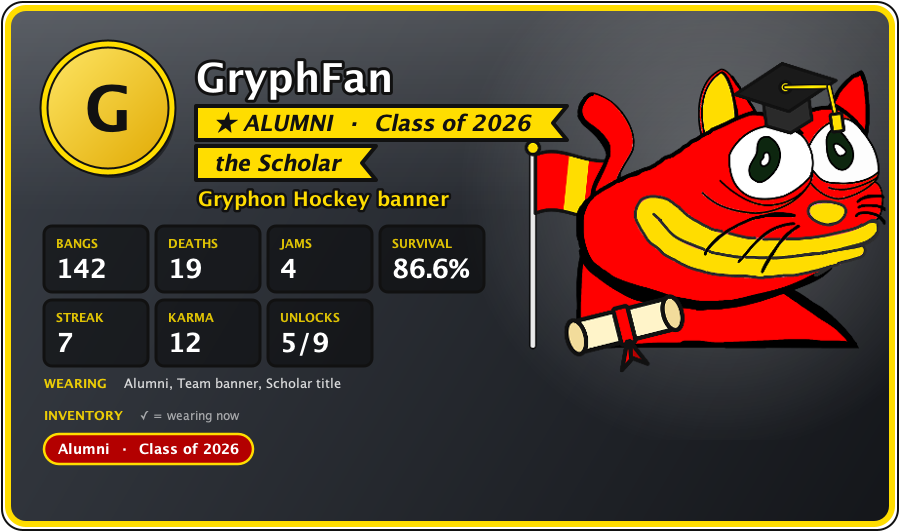 G
GryphFan
★ ALUMNI · Class of 2026
the Scholar
Gryphon Hockey banner
BANGS DEATHS JAMS SURVIVAL
142 19 4 86.6%
STREAK KARMA UNLOCKS
7 12 5/9
WEARING Alumni, Team banner, Scholar title
INVENTORY ✓ = wearing now
Alumni · Class of 2026